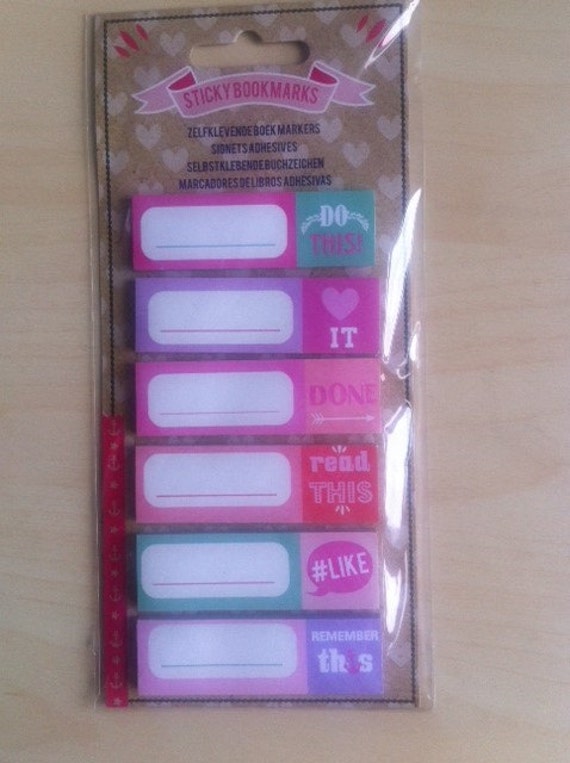 STICKY BOOKMARKS
ZELFKLEVENDE BOEK MARKERS
SIGNETS ADHESIVES
SELBSTKLEBENDE BUCHZEICHEN
MARCADORES DE LIBROS ADHESIVAS
DO
THIS!
IT
DONE
read
THIS
#LIKE
REMEMBER
this